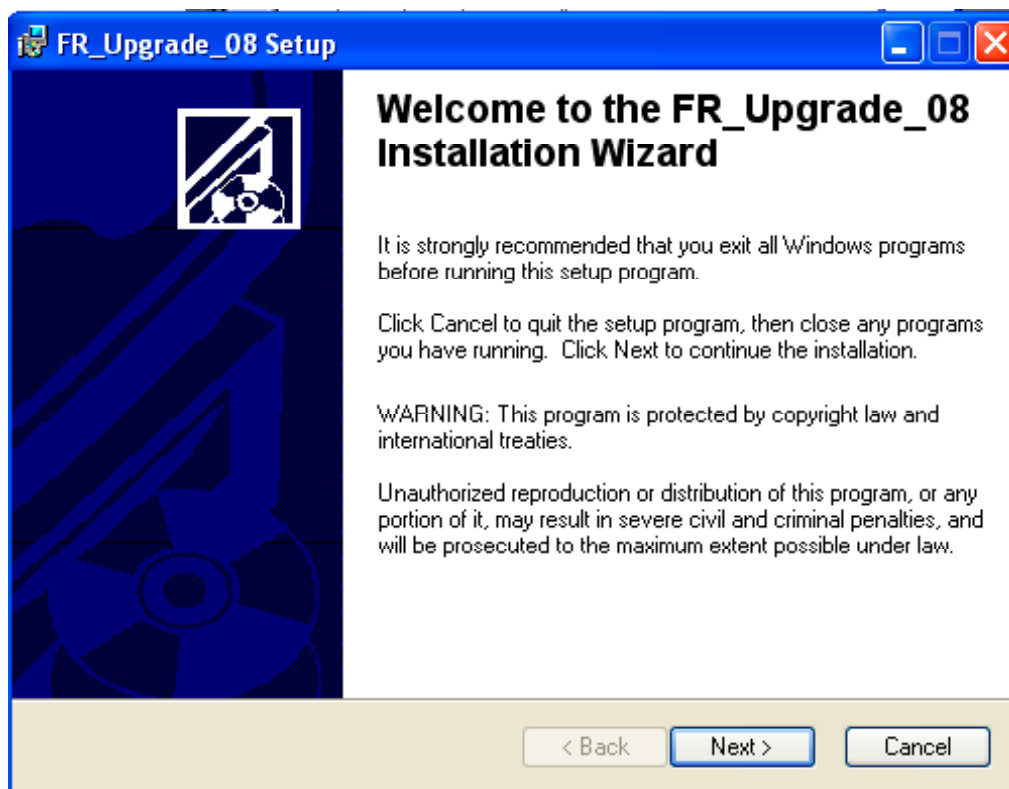 FR_Upgrade_08 Setup
Welcome to the FR_Upgrade_08
Installation Wizard
It is strongly recommended that you exit all Windows programs
before running this setup program.
Click Cancel to quit the setup program, then close any programs
you have running.  Click Next to continue the installation.
WARNING: This program is protected by copyright law and
international treaties.
Unauthorized reproduction or distribution of this program, or any
portion of it, may result in severe civil and criminal penalties, and
will be prosecuted to the maximum extent possible under law.
< Back
Next >
Cancel